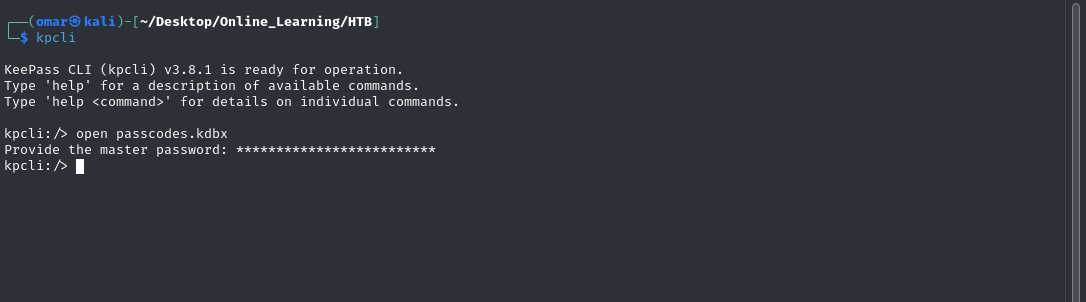 ┌──(omar㉿kali)-[~/Desktop/Online_Learning/HTB]
└─$ kpcli
KeePass CLI (kpcli) v3.8.1 is ready for operation.
Type 'help' for a description of available commands.
Type 'help <command>' for details on individual commands.
kpcli:/> open passcodes.kdbx
Provide the master password: *************************
kpcli:/>